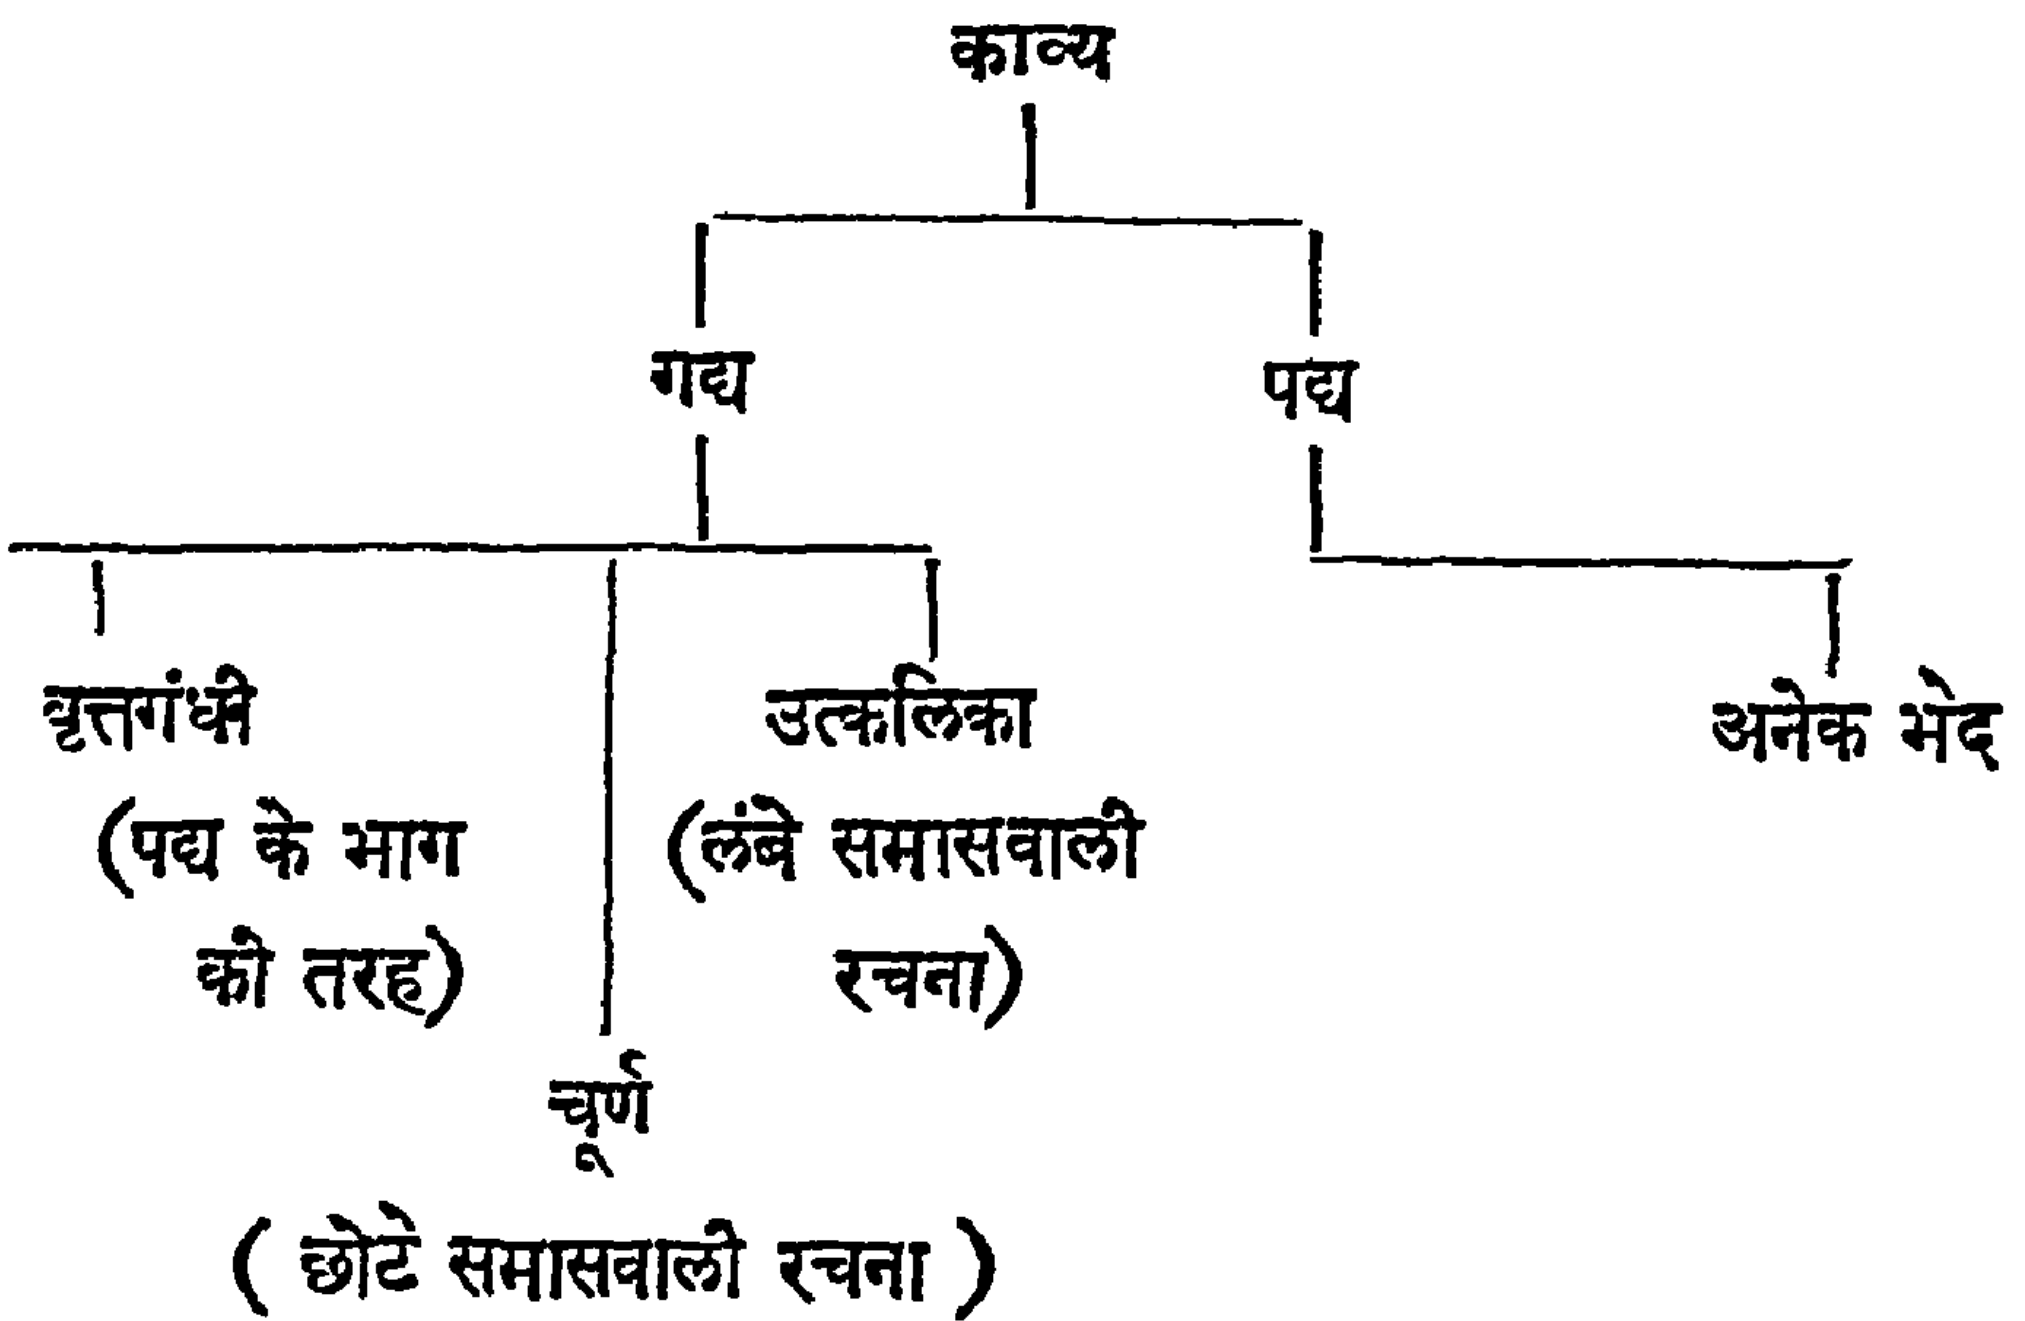 काव्य
गद्य
पद्य
वृत्तगंधी
उत्कलिका
अनेक भेद
(पद्य के भाग
(लंबे समासवाली
की तरह)
रचना)
चूर्ण
( छोटे समासवाली रचना )